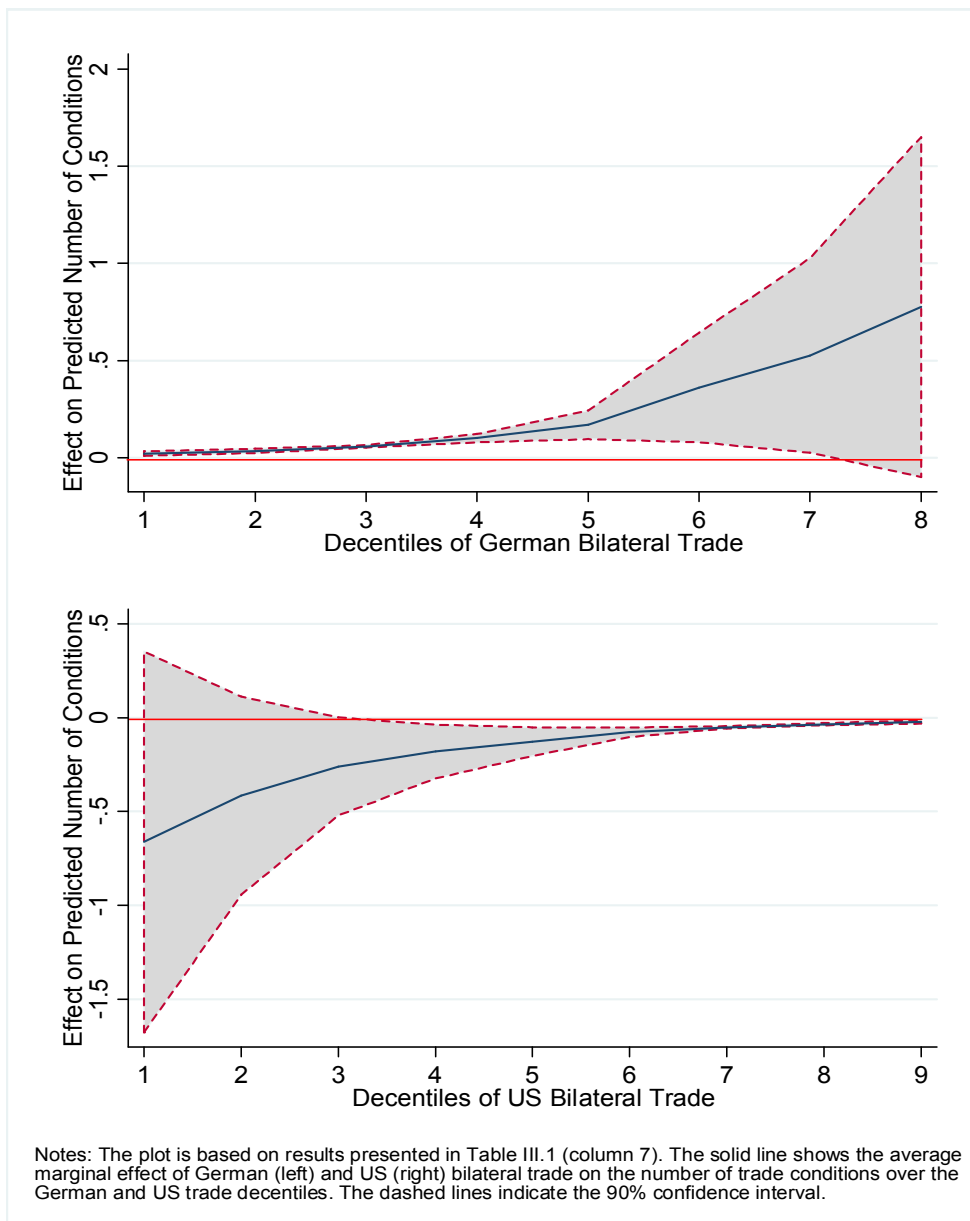 Effect on Predicted Number of Conditions
2
1.5
1
.5
0
1 2 3 4 5 6 7 8
Decentiles of German Bilateral Trade
Effect on Predicted Number of Conditions
.5
0
-.5
-1
-1.5
1 2 3 4 5 6 7 8 9
Decentiles of US Bilateral Trade
Notes: The plot is based on results presented in Table III.1 (column 7). The solid line shows the average
marginal effect of German (left) and US (right) bilateral trade on the number of trade conditions over the
German and US trade decentiles. The dashed lines indicate the 90% confidence interval.